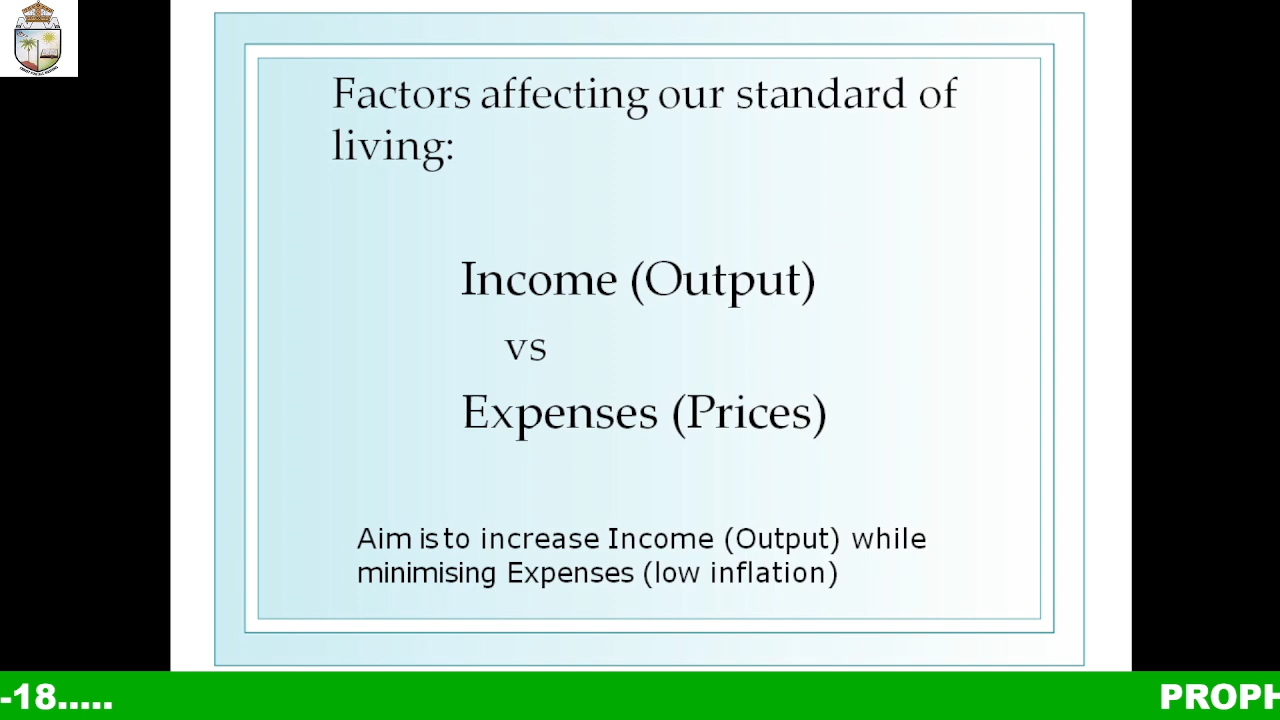 Factors affecting our standard of
living:
Income (Output)
vs
Expenses (Prices)
Aim is to increase Income (Output) while
minimising Expenses (low inflation)
-18.....
PROPH